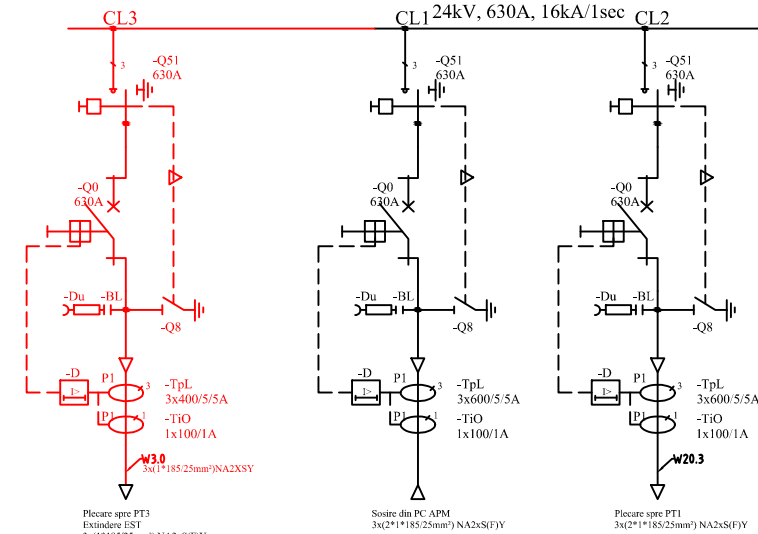 CL3
CL1
24kV, 630A, 16kA/1sec
CL2
3
-Q51
630A
3
-Q51
630A
3
-Q51
630A
-Q0
630A
-Q0
630A
-Q0
630A
-Du
-BL
-Q8
-Du
-BL
-Q8
-Du
-BL
-Q8
-D
I>
P1
3
-TpL
3x400/5/5A
P1
1
-TiO
1x100/1A
-D
I>
P1
3
-TpL
3x600/5/5A
P1
1
-TiO
1x100/1A
-D
I>
P1
3
-TpL
3x600/5/5A
P1
1
-TiO
1x100/1A
W3.0
3x(1*185/25mm²)NA2XSY
W20.3
Plecare spre PT3
Extindere EST
Sosire din PC APM
3x(2*1*185/25mm²) NA2xS(F)Y
Plecare spre PT1
3x(2*1*185/25mm²) NA2xS(F)Y